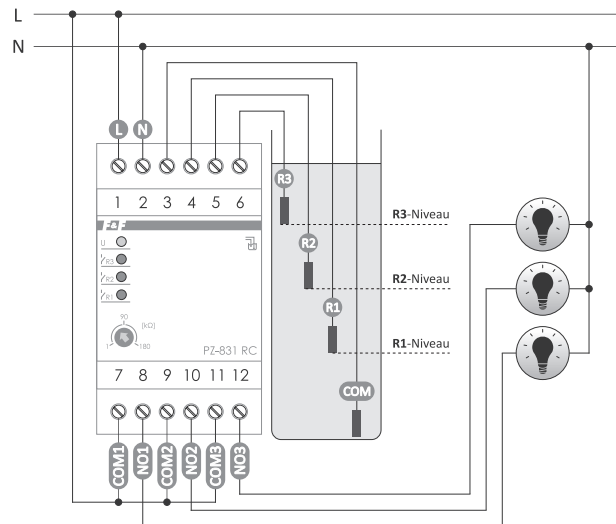 L
N
L N
1 2 3 4 5 6
F&F
U
R3
R2
R1
90
[kΩ]
1 180
PZ-831 RC
7 8 9 10 11 12
COM1 NO1 COM2 NO2 COM3 NO3
R3
R3-Niveau
R2
R2-Niveau
R1
R1-Niveau
COM